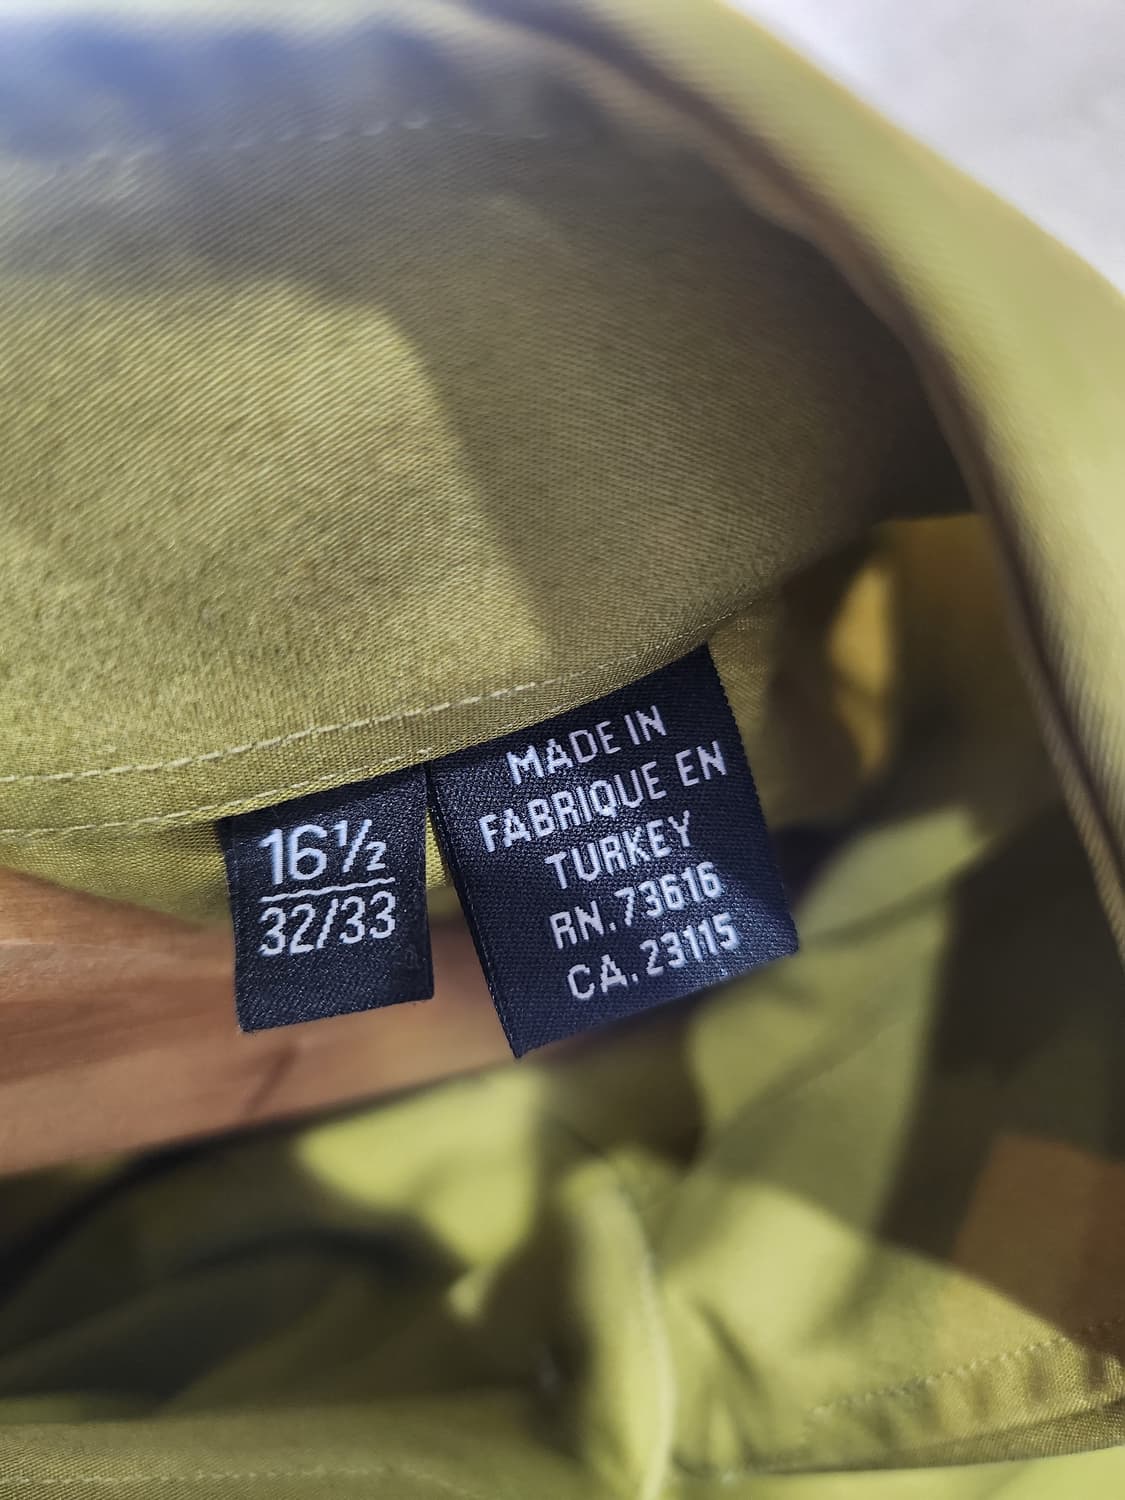 16½
32/33
MADE IN
FABRIQUE EN
TURKEY
RN.73616
CA.23115